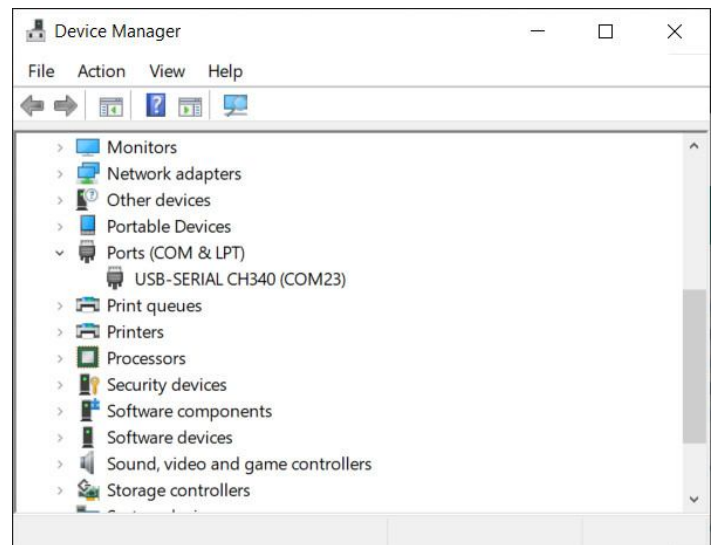 Device Manager
File Action View Help
Monitors
Network adapters
Other devices
Portable Devices
Ports (COM & LPT)
USB-SERIAL CH340 (COM23)
Print queues
Printers
Processors
Security devices
Software components
Software devices
Sound, video and game controllers
Storage controllers